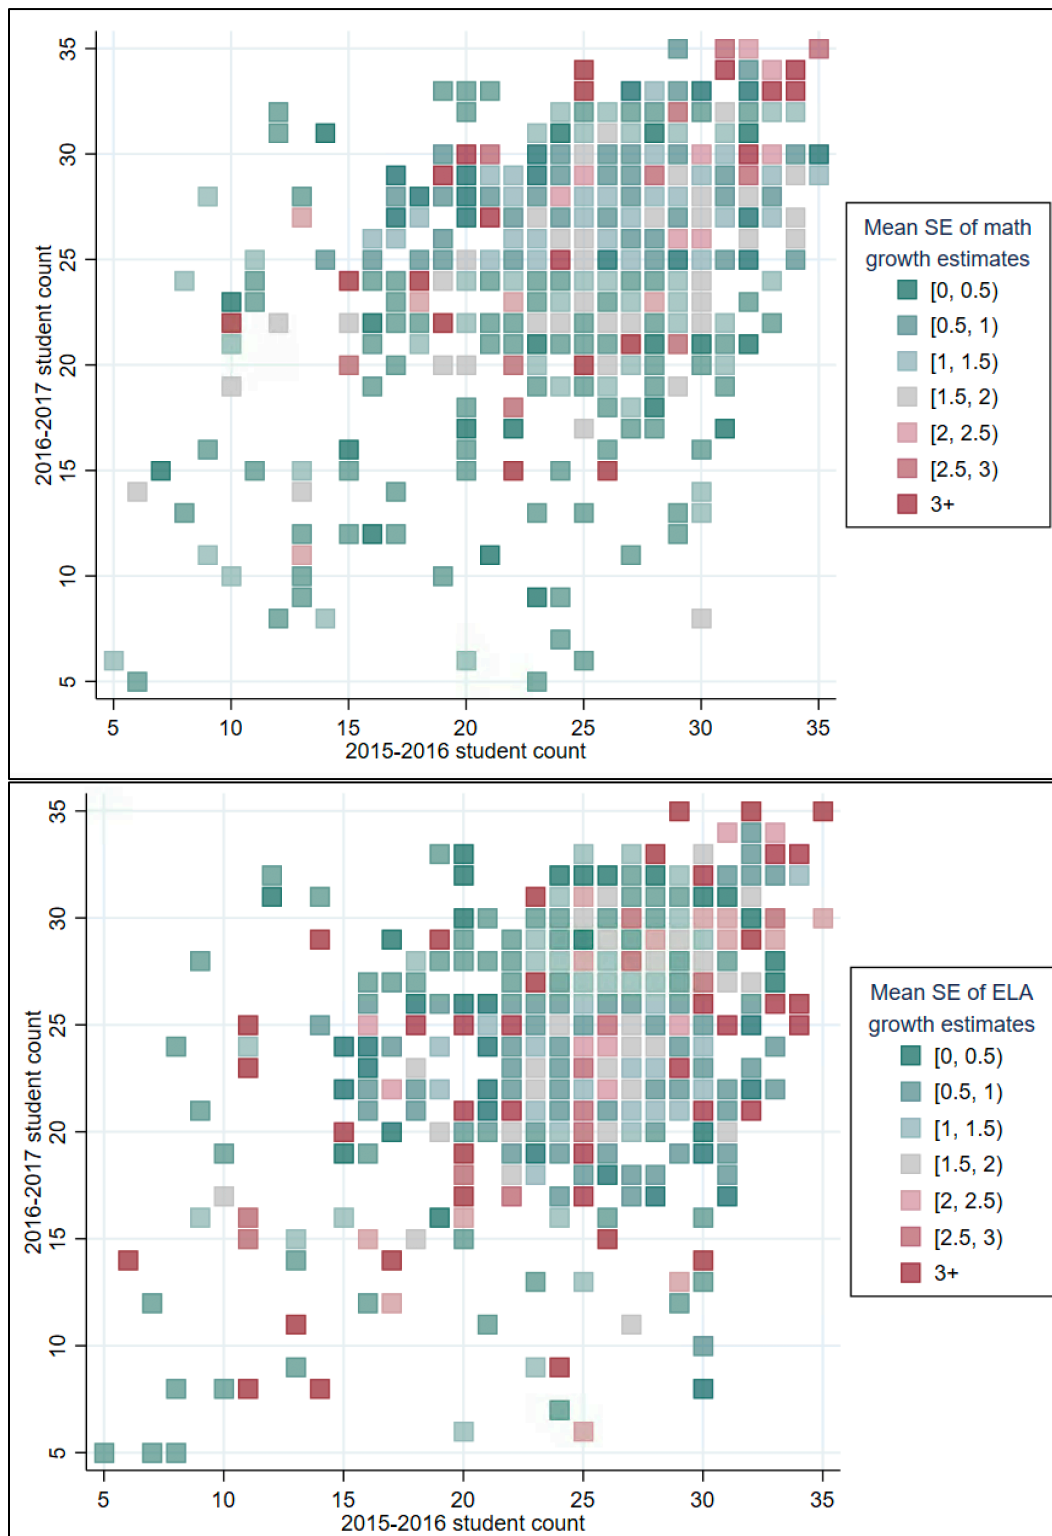 35
30
25
20
15
10
5
2016-2017 student count
5 10 15 20 25 30 35
2015-2016 student count
Mean SE of math
growth estimates
[0, 0.5)
[0.5, 1)
[1, 1.5)
[1.5, 2)
[2, 2.5)
[2.5, 3)
3+
35
30
25
20
15
10
5
2016-2017 student count
5 10 15 20 25 30 35
2015-2016 student count
Mean SE of ELA
growth estimates
[0, 0.5)
[0.5, 1)
[1, 1.5)
[1.5, 2)
[2, 2.5)
[2.5, 3)
3+